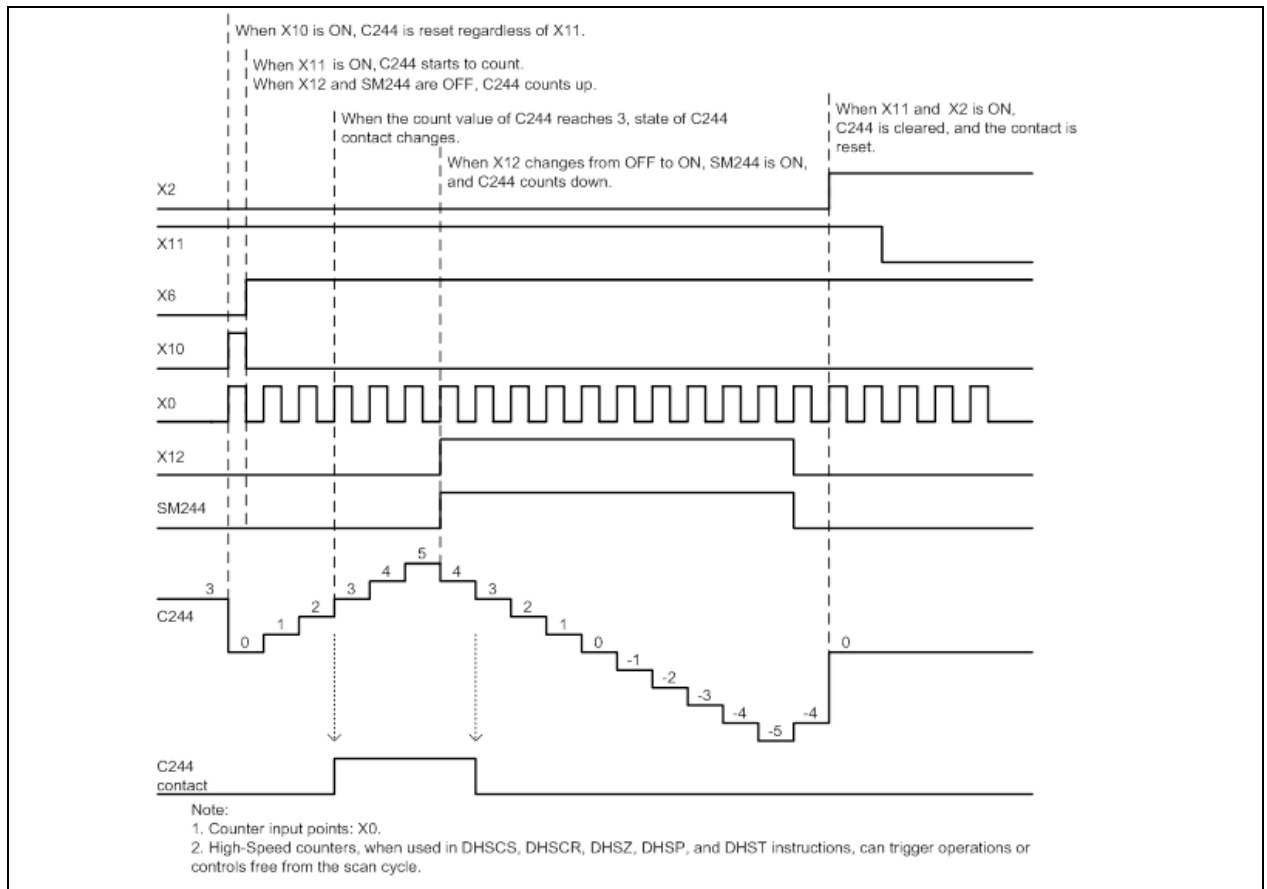 When X10 is ON, C244 is reset regardless of X11.
When X11 is ON, C244 starts to count.
When X12 and SM244 are OFF, C244 counts up.
When the count value of C244 reaches 3, state of C244
contact changes.
When X12 changes from OFF to ON, SM244 is ON,
and C244 counts down.
When X11 and X2 is ON,
C244 is cleared, and the contact is
reset.
X2
X11
X6
X10
X0
X12
SM244
C244
3
0
1
2
3
4
5
4
3
2
1
0
-1
-2
-3
-4
-5
-4
0
C244
contact
Note:
1. Counter input points: X0.
2. High-Speed counters, when used in DHSCS, DHSCR, DHSZ, DHSP, and DHST instructions, can trigger operations or
controls free from the scan cycle.